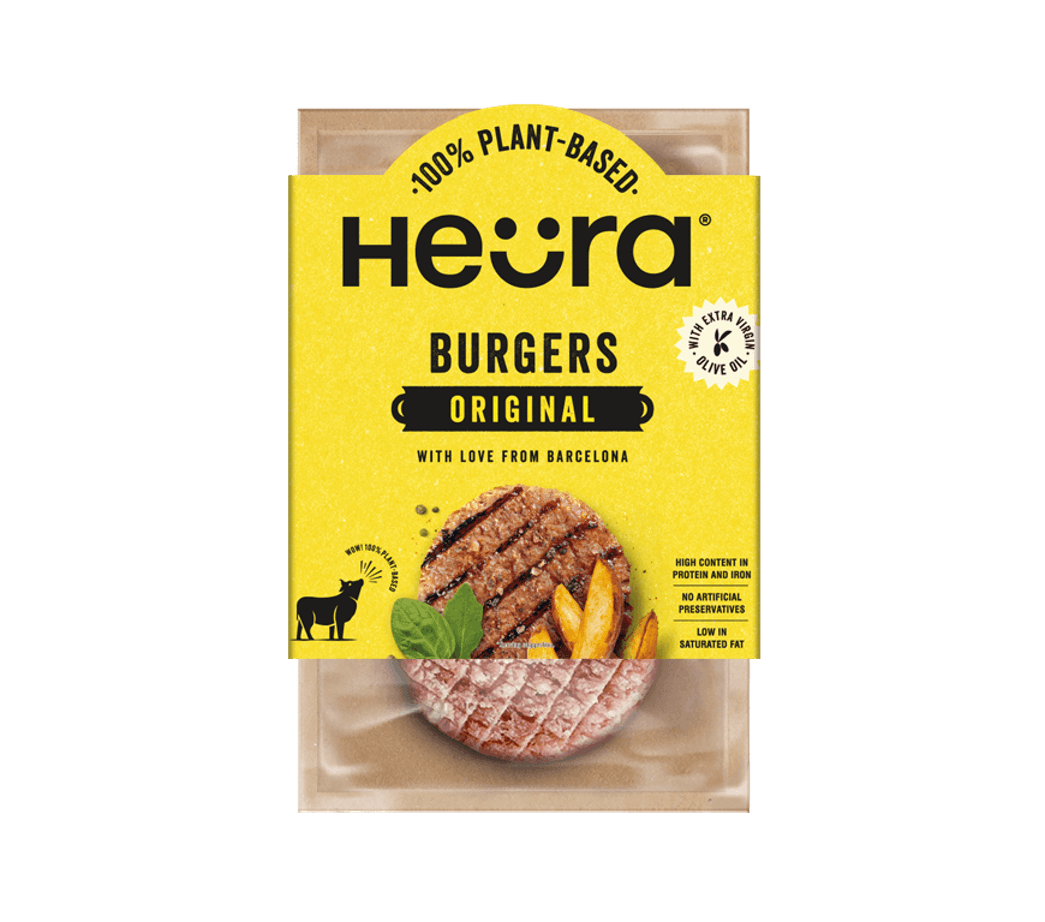 ·100% PLANT-BASED·
Heüra®
BURGERS
ORIGINAL
WITH LOVE FROM BARCELONA
·WITH EXTRA VIRGIN·
OLIVE OIL
WOW! 100% PLANT-BASED
HIGH CONTENT IN
PROTEIN AND IRON
NO ARTIFICIAL
PRESERVATIVES
LOW IN
SATURATED FAT